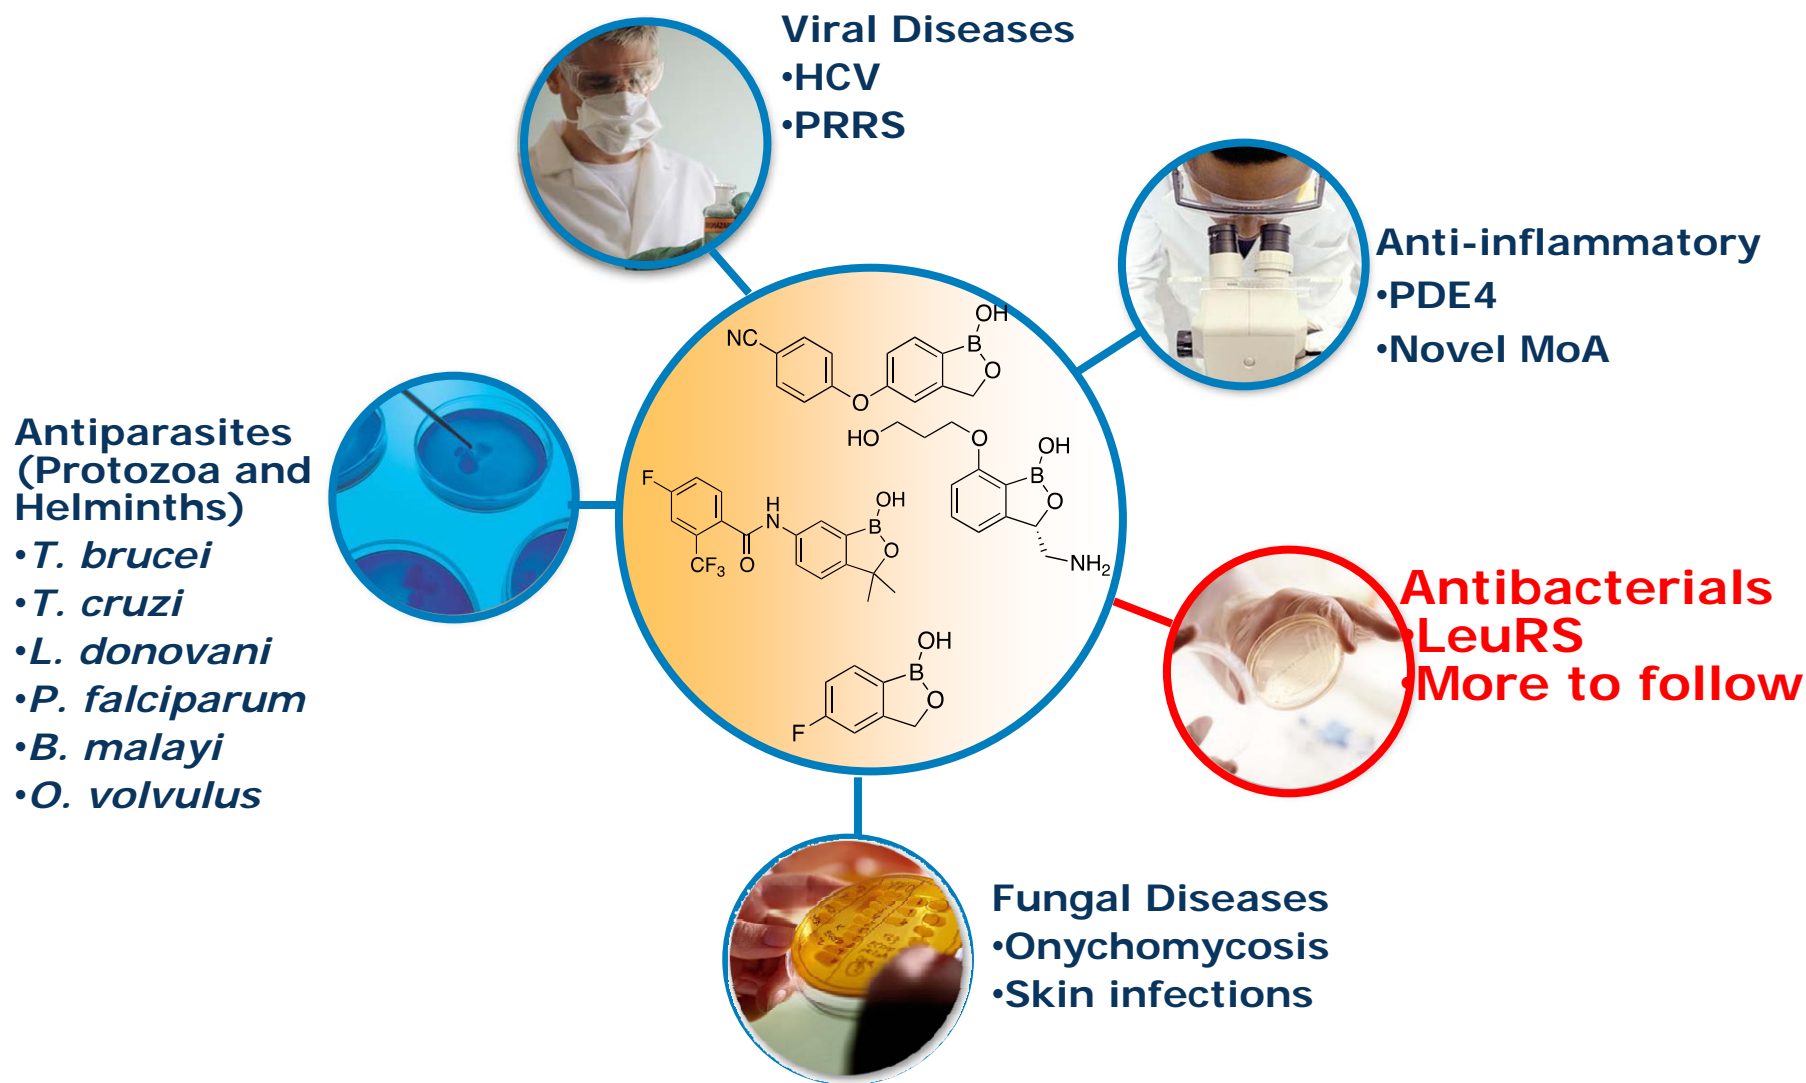 Viral Diseases
•HCV
•PRRS
Anti-inflammatory
•PDE4
•Novel MoA
Antiparasites
(Protozoa and
Helminths)
•T. brucei
•T. cruzi
•L. donovani
•P. falciparum
•B. malayi
•O. volvulus
NC
O
B
OH
O
HO
O
B
OH
O
NH2
F
CF3
O
H
N
B
OH
O
F
B
OH
O
Antibacterials
•LeuRS
•More to follow
Fungal Diseases
•Onychomycosis
•Skin infections